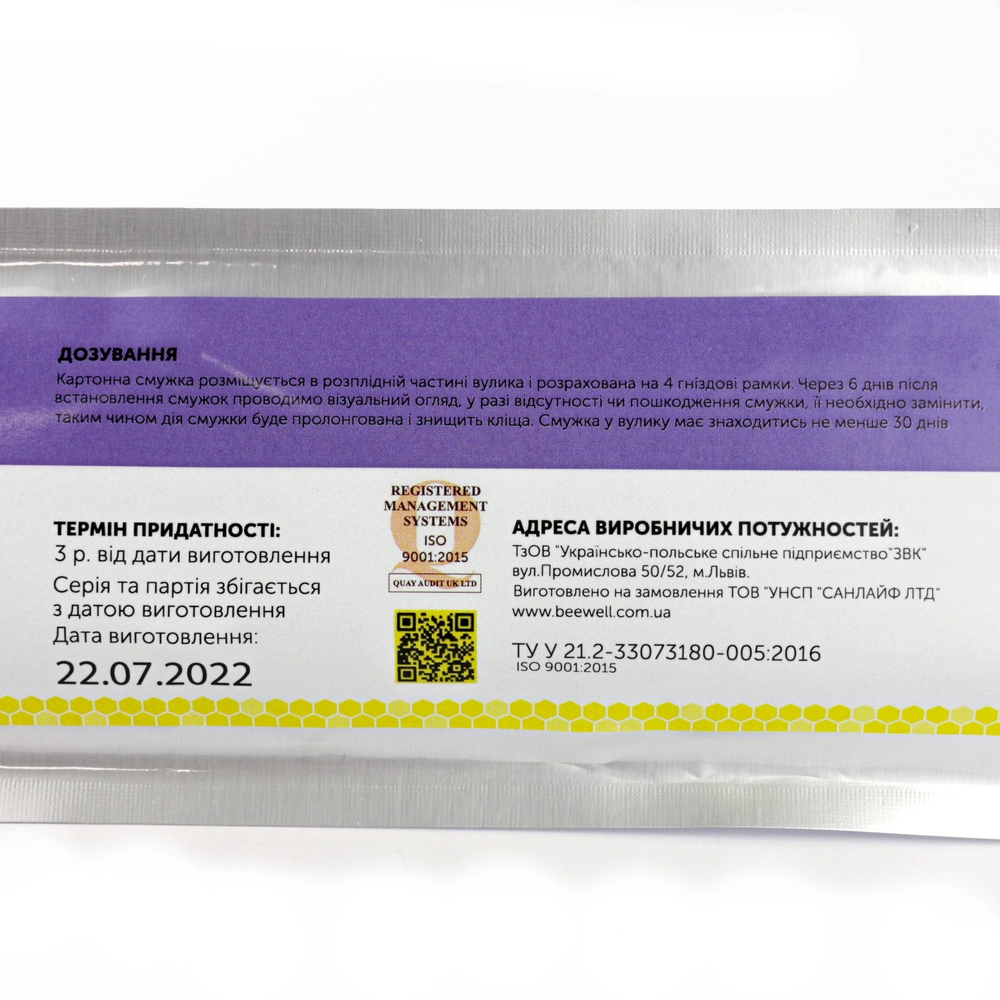 ДОЗУВАННЯ
Картонна смужка розміщується в розплідній частині вулика і розрахована на 4 гніздові рамки. Через 6 днів після
встановлення смужок проводимо візуальний огляд, у разі відсутності чи пошкодження смужки, її необхідно замінити,
таким чином дія смужки буде пролонгована і знищить кліща. Смужка у вулику має знаходитись не менше 30 днів
ТЕРМІН ПРИДАТНОСТІ:
3 р. від дати виготовлення
Серія та партія збігається
з датою виготовлення
Дата виготовлення:
22.07.2022
REGISTERED
MANAGEMENT
SYSTEMS
ISO
9001:2015
QUAY AUDIT UK LTD
АДРЕСА ВИРОБНИЧИХ ПОТУЖНОСТЕЙ:
ТзОВ "Українсько-польське спільне підприємство"ЗВК"
вул.Промислова 50/52, м.Львів.
Виготовлено на замовлення ТОВ "УНСП "САНЛАЙФ ЛТД"
www.beewell.com.ua
ТУ У 21.2-33073180-005:2016
ISO 9001:2015